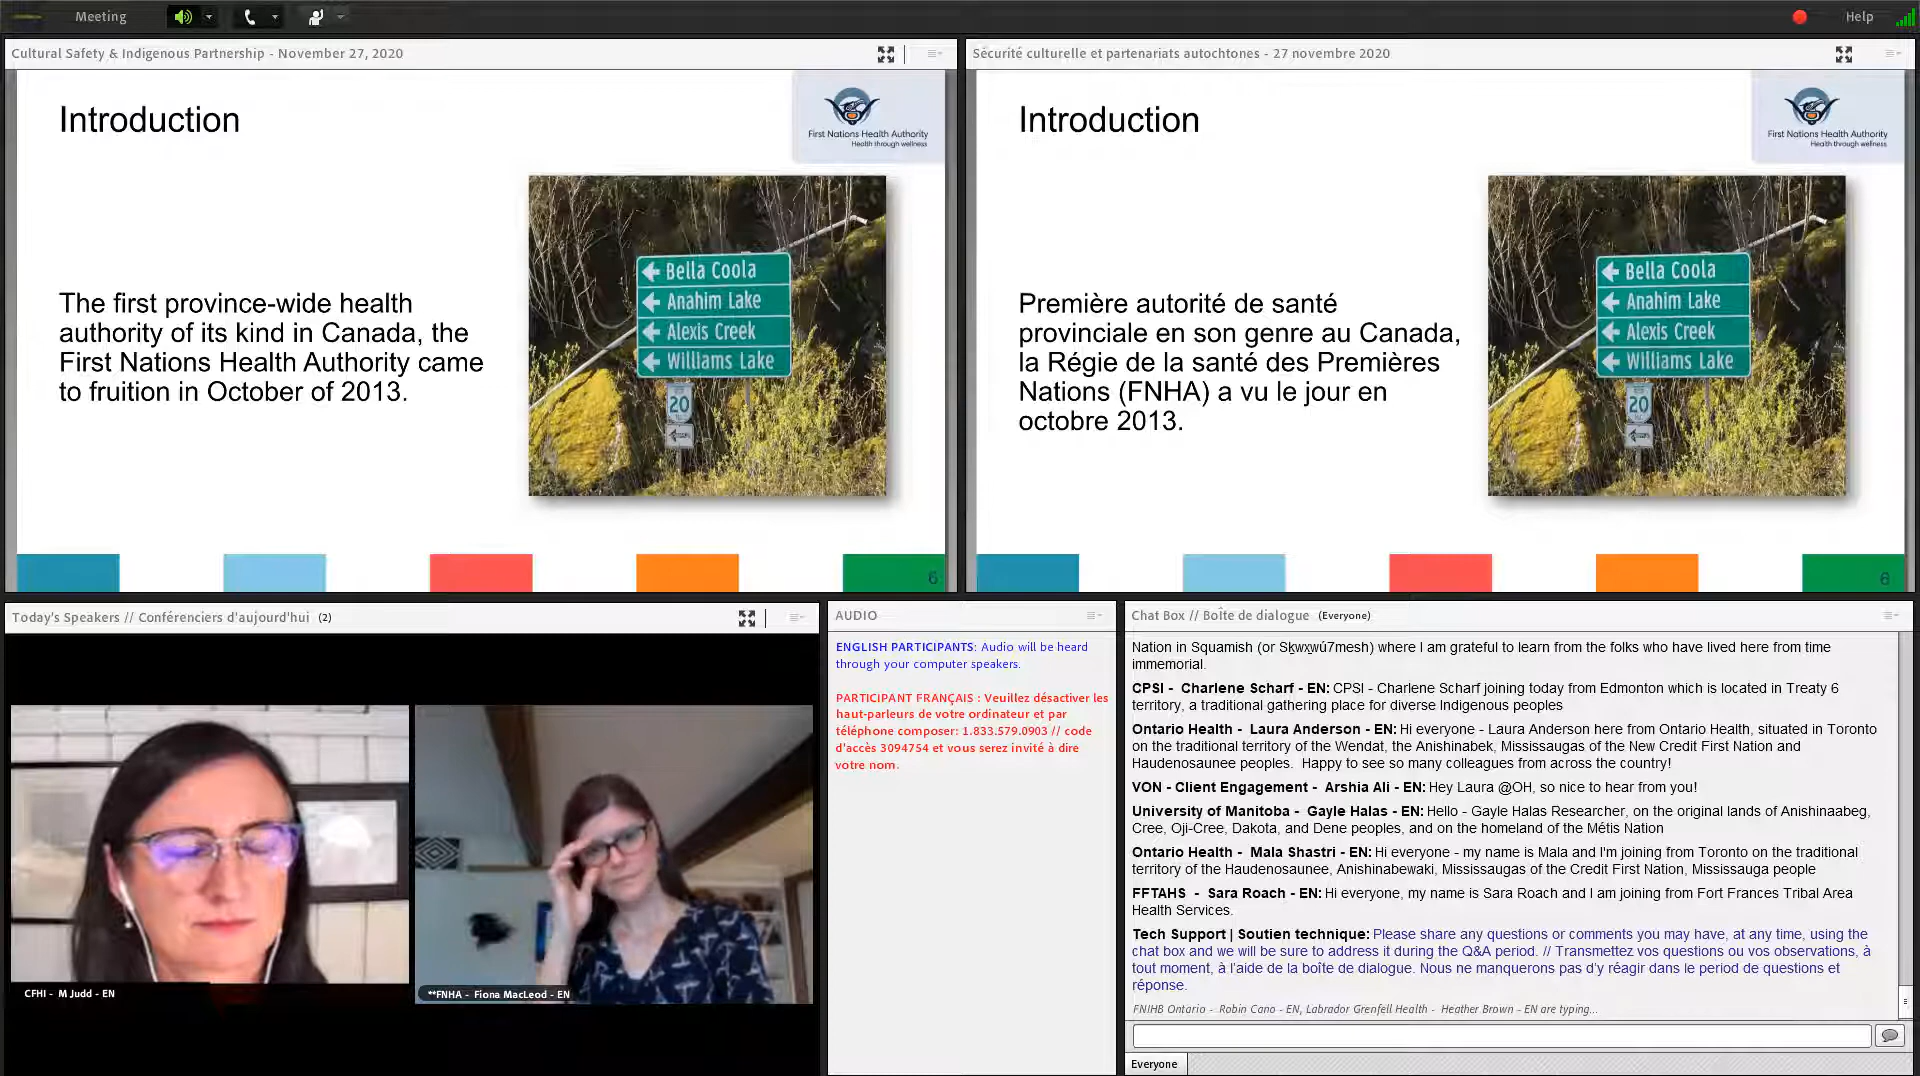 Meeting
Help
Cultural Safety & Indigenous Partnership - November 27, 2020
Introduction
First Nations Health Authority
Health through wellness
The first province-wide health
authority of its kind in Canada, the
First Nations Health Authority came
to fruition in October of 2013.
Bella Coola
Anahim Lake
Alexis Creek
Williams Lake
20
6
Sécurité culturelle et partenariats autochtones - 27 novembre 2020
Introduction
First Nations Health Authority
Health through wellness
Première autorité de santé
provinciale en son genre au Canada,
la Régie de la santé des Premières
Nations (FNHA) a vu le jour en
octobre 2013.
Bella Coola
Anahim Lake
Alexis Creek
Williams Lake
20
6
Today's Speakers // Conférenciers d'aujourd'hui (2)
CFHI - M Judd - EN
**FNHA - Fiona MacLeod - EN
AUDIO
ENGLISH PARTICIPANTS: Audio will be heard
through your computer speakers.
PARTICIPANT FRANÇAIS : Veuillez désactiver les
haut-parleurs de votre ordinateur et par
téléphone composer: 1.833.579.0903 // code
d'accès 3094754 et vous serez invité à dire
votre nom.
Chat Box // Boîte de dialogue (Everyone)
Nation in Squamish (or Sḵwx̱wú7mesh) where I am grateful to learn from the folks who have lived here from time
immemorial.
CPSI - Charlene Scharf - EN: CPSI - Charlene Scharf joining today from Edmonton which is located in Treaty 6
territory, a traditional gathering place for diverse Indigenous peoples
Ontario Health - Laura Anderson - EN: Hi everyone - Laura Anderson here from Ontario Health, situated in Toronto
on the traditional territory of the Wendat, the Anishinabek, Mississaugas of the New Credit First Nation and
Haudenosaunee peoples. Happy to see so many colleagues from across the country!
VON - Client Engagement - Arshia Ali - EN: Hey Laura @OH, so nice to hear from you!
University of Manitoba - Gayle Halas - EN: Hello - Gayle Halas Researcher, on the original lands of Anishinaabeg,
Cree, Oji-Cree, Dakota, and Dene peoples, and on the homeland of the Métis Nation
Ontario Health - Mala Shastri - EN: Hi everyone - my name is Mala and I'm joining from Toronto on the traditional
territory of the Haudenosaunee, Anishinabewaki, Mississaugas of the Credit First Nation, Mississauga people
FFTAHS - Sara Roach - EN: Hi everyone, my name is Sara Roach and I am joining from Fort Frances Tribal Area
Health Services.
Tech Support | Soutien technique: Please share any questions or comments you may have, at any time, using the
chat box and we will be sure to address it during the Q&A period. // Transmettez vos questions ou vos observations, à
tout moment, à l'aide de la boîte de dialogue. Nous ne manquerons pas d'y réagir dans le period de questions et
réponse.
FNIHB Ontario - Robin Cano - EN, Labrador Grenfell Health - Heather Brown - EN are typing...
Everyone